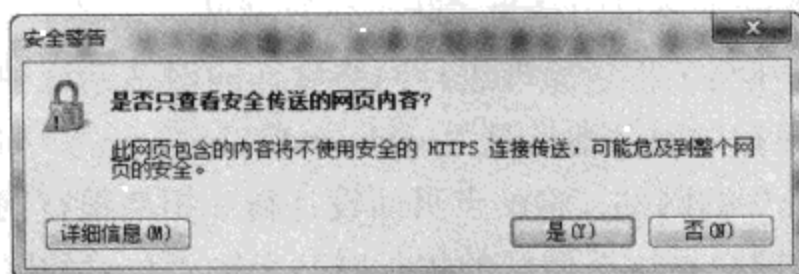 安全警告
是否只查看安全传送的网页内容?
此网页包含的内容将不使用安全的 HTTPS 连接传送，可能危及到整个网
页的安全。
详细信息(M)
是(Y)
否(N)